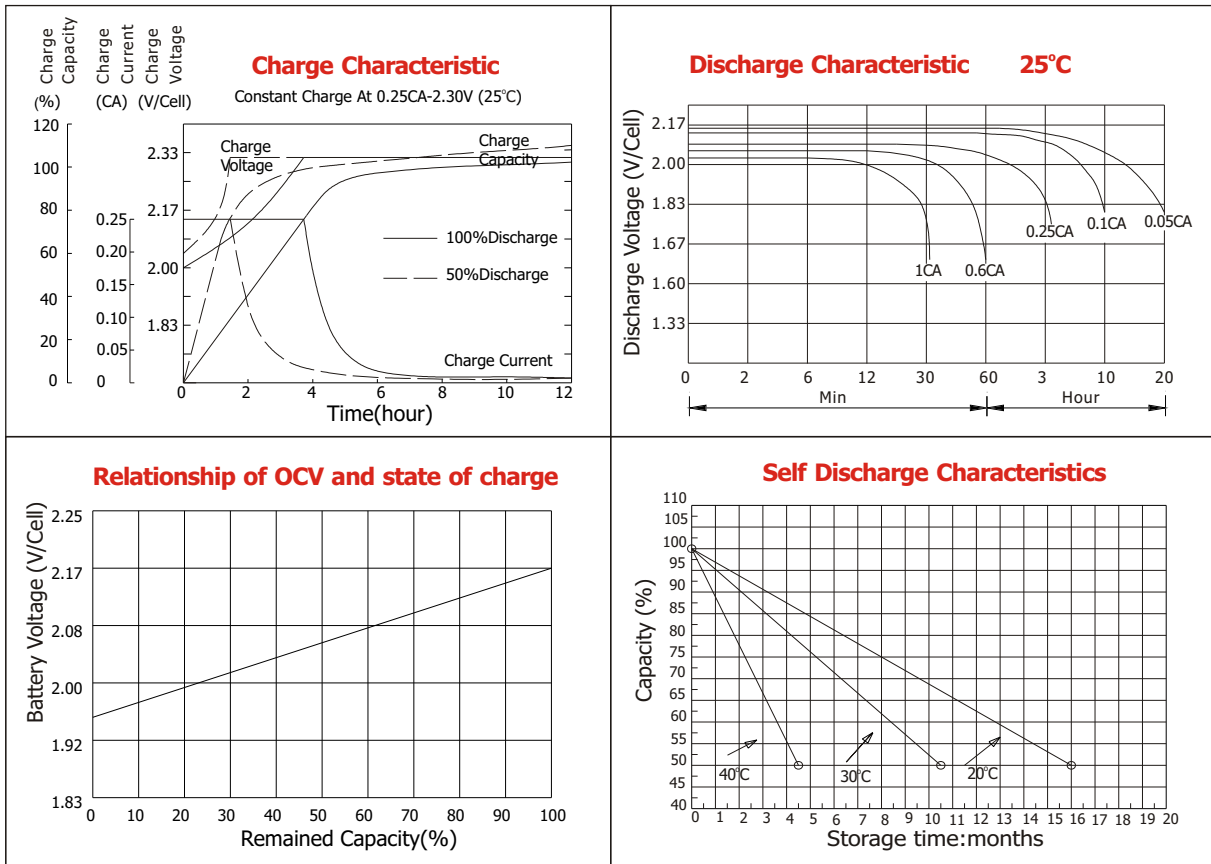 Charge Capacity
Charge Current
Charge Voltage
(%) (CA) (V/Cell)
Charge Characteristic
Constant Charge At 0.25CA-2.30V (25°C)
120
100
80
60
40
20
0
0.25
0.20
0.15
0.10
0.05
0
2.33
2.17
2.00
1.83
Charge Voltage
Charge Capacity
100%Discharge
50%Discharge
Charge Current
0 2 4 6 8 10 12
Time(hour)
Discharge Characteristic 25°C
Discharge Voltage (V/Cell)
2.17
2.00
1.83
1.67
1.60
1.33
1CA 0.6CA 0.25CA 0.1CA 0.05CA
0 2 6 12 30 60 3 10 20
Min Hour
Relationship of OCV and state of charge
Battery Voltage (V/Cell)
2.25
2.17
2.08
2.00
1.92
1.83
0 10 20 30 40 50 60 70 80 90 100
Remained Capacity(%)
Self Discharge Characteristics
Capacity (%)
110
105
100
95
90
85
80
75
70
65
60
55
50
45
40
40°C 30°C 20°C
0 1 2 3 4 5 6 7 8 9 10 11 12 13 14 15 16 17 18 19 20
Storage time:months